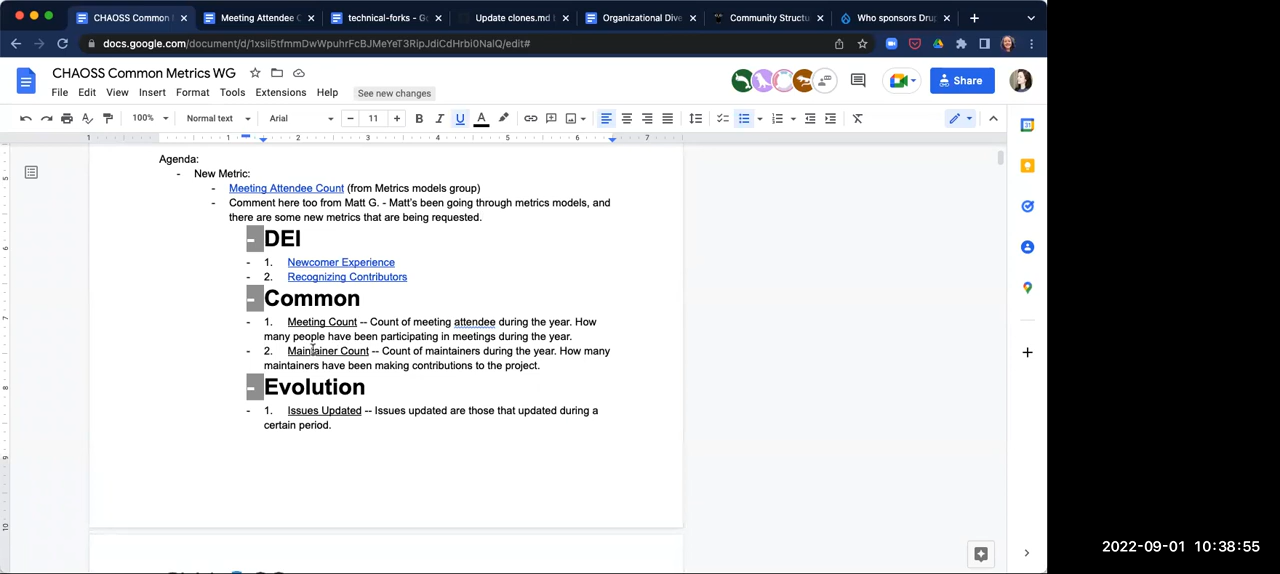 CHAOSS Common
Meeting Attendee C
technical-forks - Go
Update clones.md b
Organizational Dive
Community Structu
Who sponsors Drup
docs.google.com/document/d/1xsii5tfmmDwWpuhrFcBJMeYeT3RipJdiCdHrbi0NalQ/edit#
CHAOSS Common Metrics WG
Share
File Edit View Insert Format Tools Extensions Help See new changes
100% Normal text Arial 11
Agenda:
- New Metric:
- Meeting Attendee Count (from Metrics models group)
- Comment here too from Matt G. - Matt's been going through metrics models, and
there are some new metrics that are being requested.
- DEI
- 1. Newcomer Experience
- 2. Recognizing Contributors
- Common
- 1. Meeting Count -- Count of meeting attendee during the year. How
many people have been participating in meetings during the year.
- 2. Maintainer Count -- Count of maintainers during the year. How many
maintainers have been making contributions to the project.
- Evolution
- 1. Issues Updated -- Issues updated are those that updated during a
certain period.
2022-09-01 10:38:55